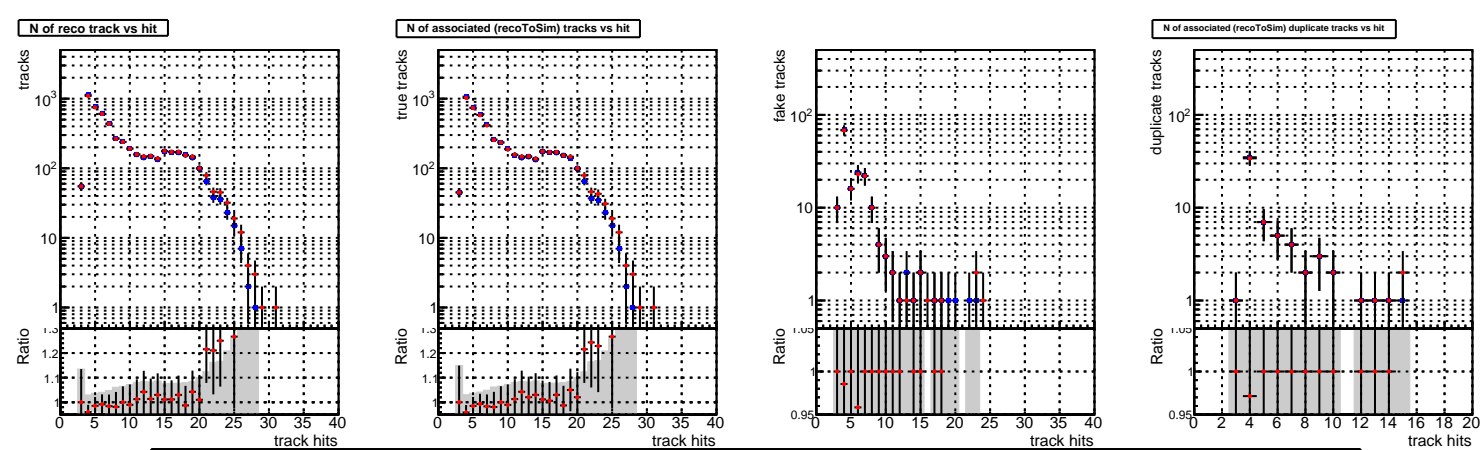 N of reco track vs hit
N of associated (recoToSim) tracks vs hit
N of associated (recoToSim) duplicate tracks vs hit
tracks
10³
10²
10
1
Ratio
1.3
1.2
1.1
1
0 5 10 15 20 25 30 35 40
track hits
true tracks
10³
10²
10
1
Ratio
1.3
1.2
1.1
1
0 5 10 15 20 25 30 35 40
track hits
fake tracks
10²
10
1
Ratio
1.05
1
0.95
0 5 10 15 20 25 30 35 40
track hits
duplicate tracks
10²
10
1
Ratio
1.05
1
0.95
0 2 4 6 8 10 12 14 16 18 20
track hits